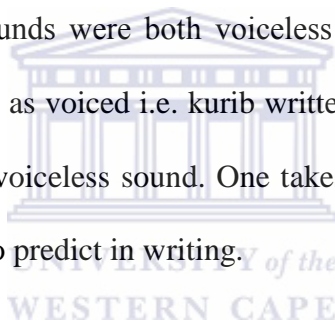 unds were both voiceless
as voiced i.e. kurib writte
voiceless sound. One take
o predict in writing.
UNIVERSITY of the
WESTERN CAPE